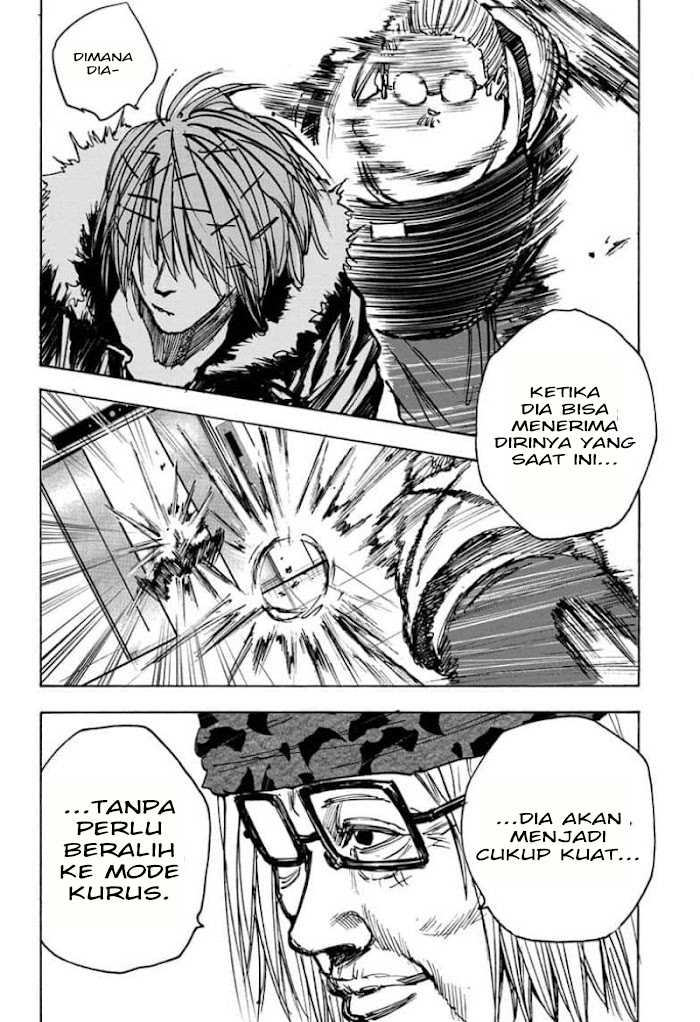 DIMANA
DIA-
KETIKA
DIA BISA
MENERIMA
DIRINYA YANG
SAAT INI...
...DIA AKAN
MENJADI
CUKUP KUAT...
...TANPA
PERLU
BERALIH
KE MODE
KURUS.